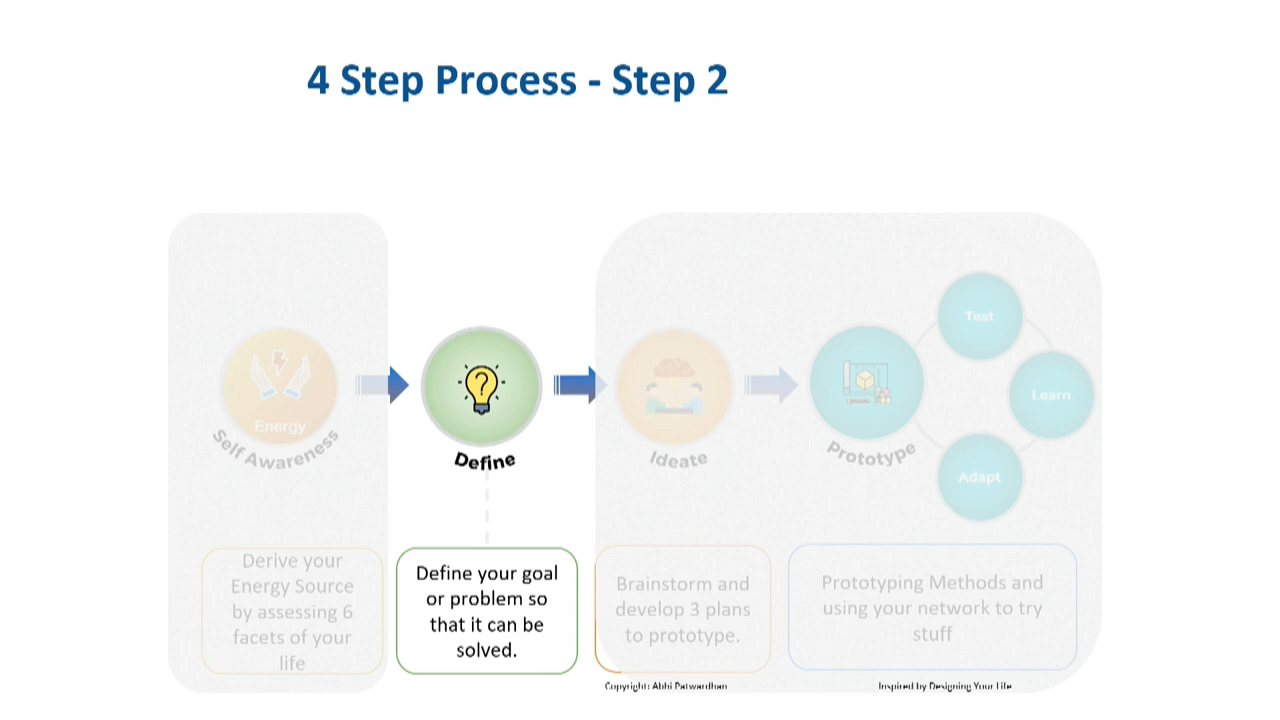 4 Step Process - Step 2
Energy
Self Awareness
Define
Ideate
Prototype
Test
Learn
Adapt
Derive your
Energy Source
by assessing 6
facets of your
life
Define your goal
or problem so
that it can be
solved.
Brainstorm and
develop 3 plans
to prototype.
Prototyping Methods and
using your network to try
stuff
Copyright: Abhi Patwardhan
Inspired by Designing Your Life